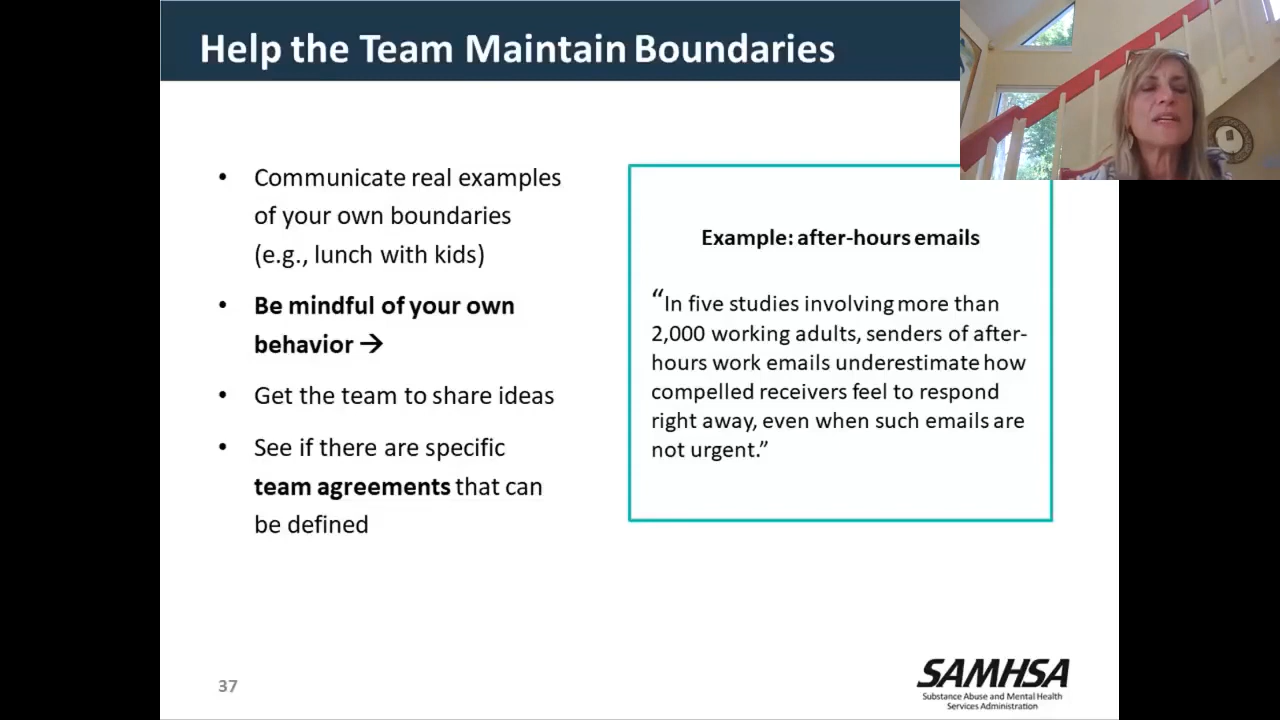 Help the Team Maintain Boundaries
• Communicate real examples
of your own boundaries
(e.g., lunch with kids)
• Be mindful of your own
behavior →
• Get the team to share ideas
• See if there are specific
team agreements that can
be defined
Example: after-hours emails
“In five studies involving more than
2,000 working adults, senders of after-
hours work emails underestimate how
compelled receivers feel to respond
right away, even when such emails are
not urgent.”
37
SAMHSA
Substance Abuse and Mental Health
Services Administration